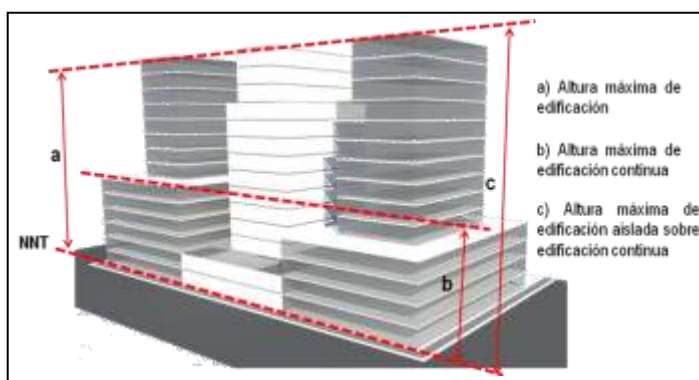 a) Altura máxima de
edificación
a
b) Altura máxima de
edificación continua
c
c) Altura máxima de
edificación aislada sobre
edificación continua
NNT
b